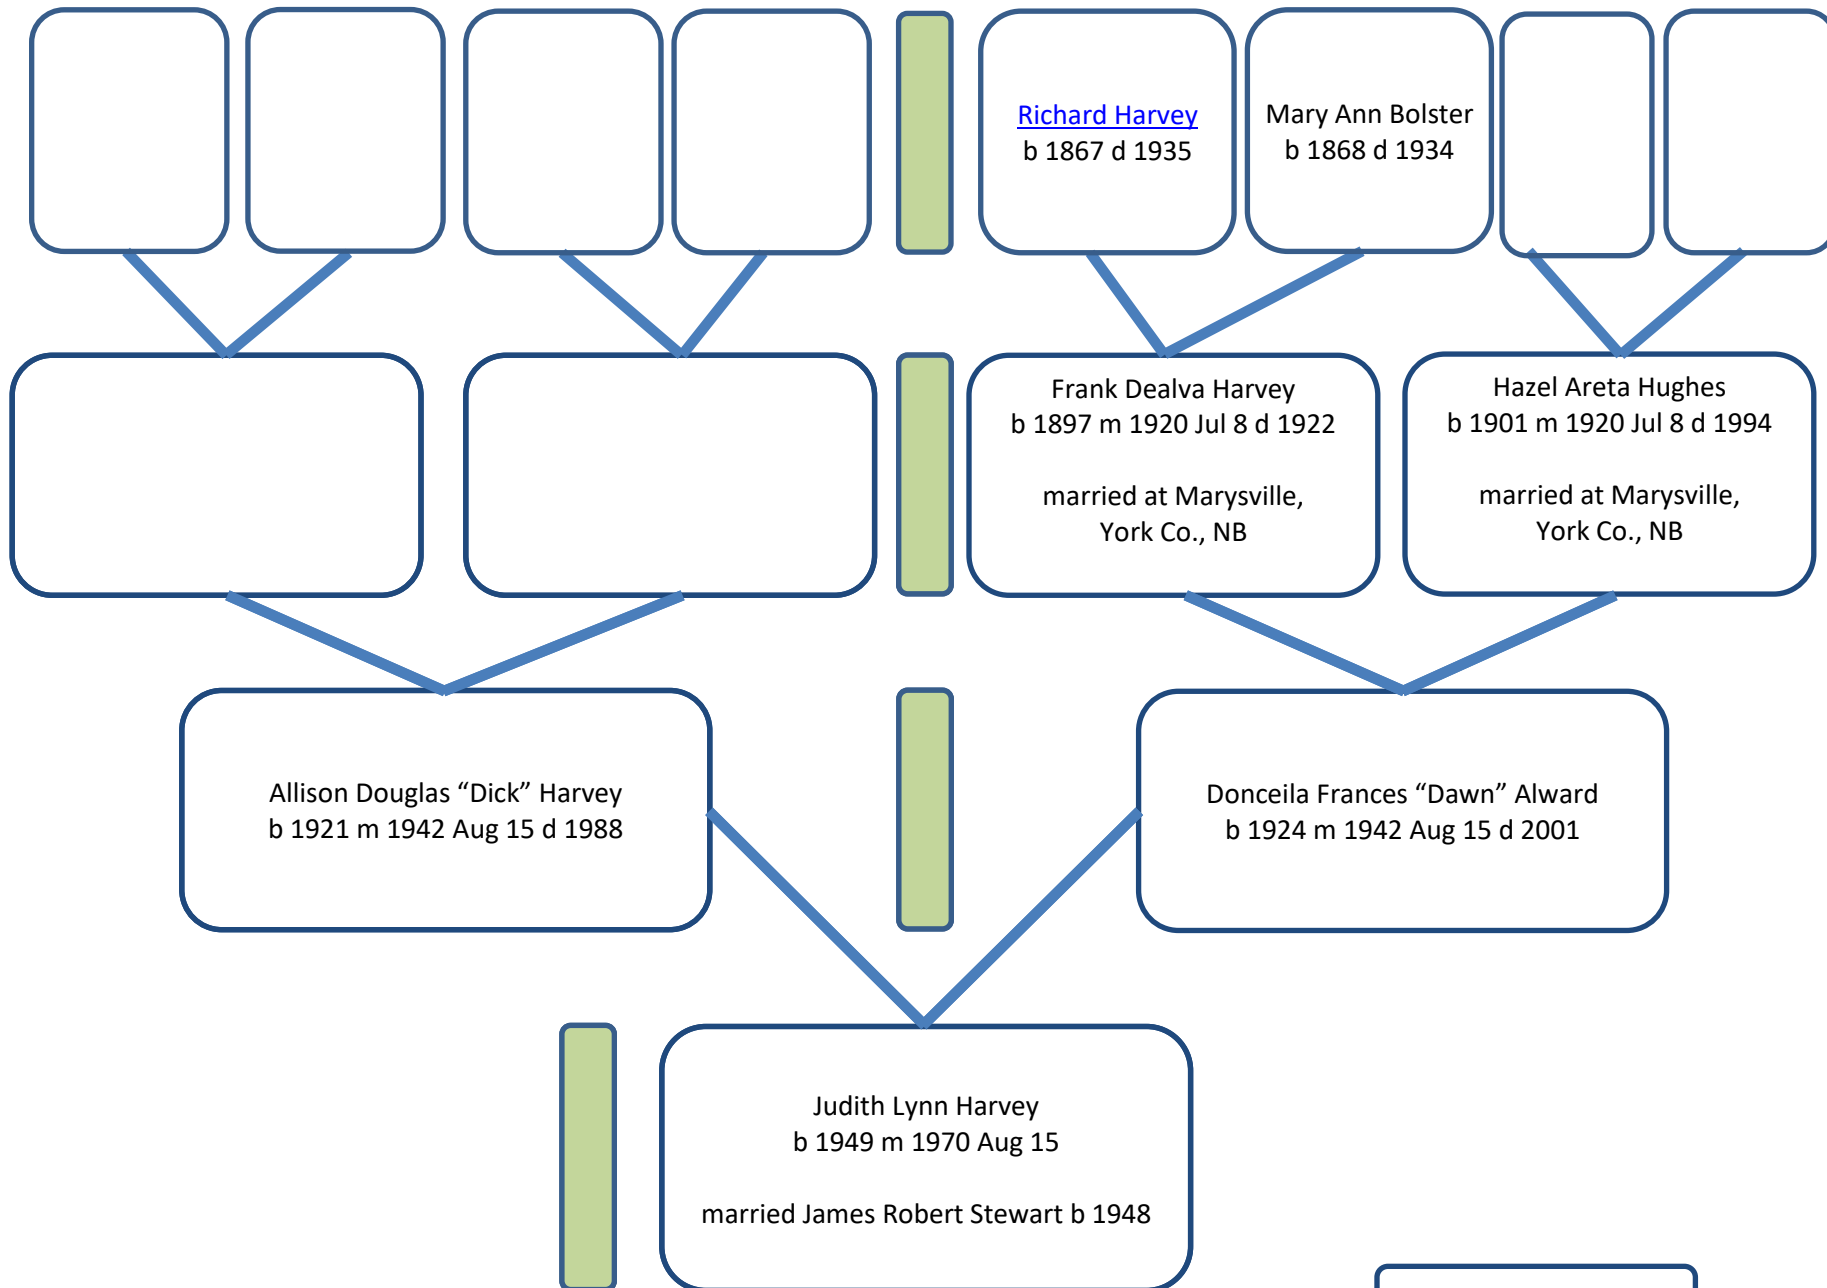 Richard Harvey
b 1867 d 1935
Mary Ann Bolster
b 1868 d 1934
Frank Dealva Harvey
b 1897 m 1920 Jul 8 d 1922
married at Marysville,
York Co., NB
Hazel Areta Hughes
b 1901 m 1920 Jul 8 d 1994
married at Marysville,
York Co., NB
Allison Douglas “Dick” Harvey
b 1921 m 1942 Aug 15 d 1988
Donceila Frances “Dawn” Alward
b 1924 m 1942 Aug 15 d 2001
Judith Lynn Harvey
b 1949 m 1970 Aug 15
married James Robert Stewart b 1948